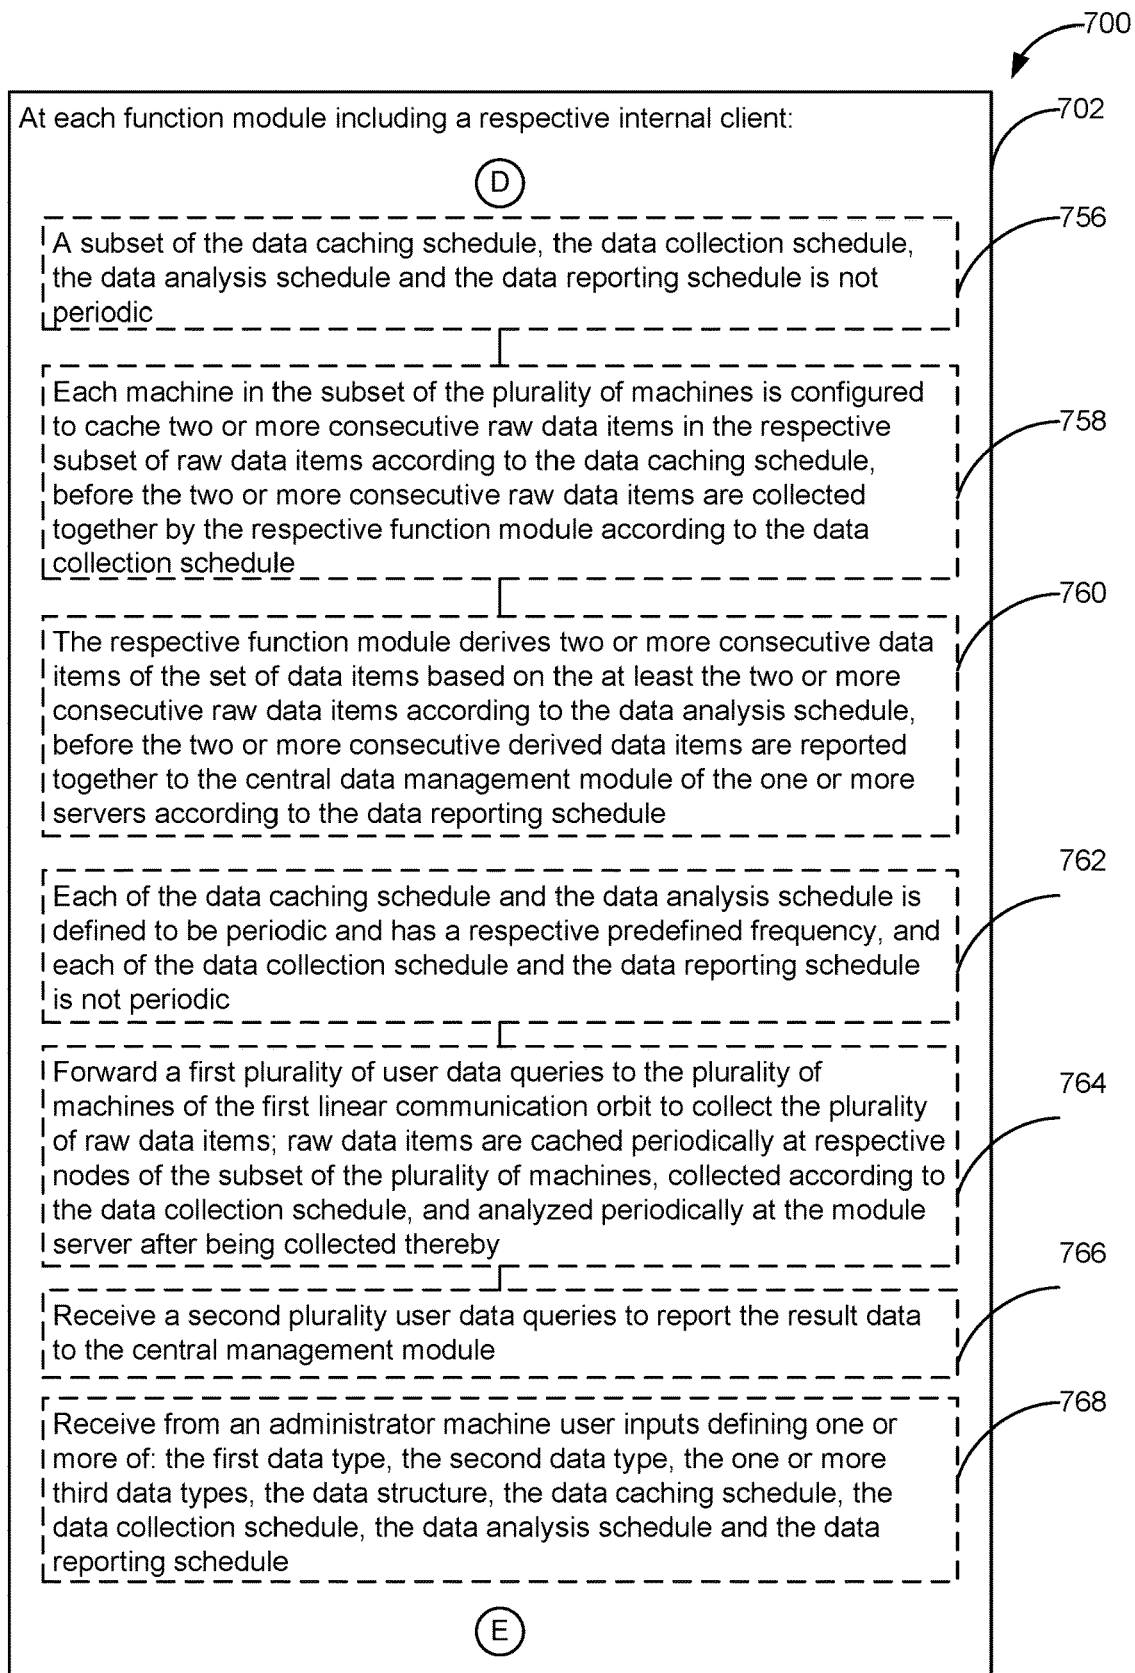 700
At each function module including a respective internal client:
702
D
756
A subset of the data caching schedule, the data collection schedule,
the data analysis schedule and the data reporting schedule is not
periodic
Each machine in the subset of the plurality of machines is configured
to cache two or more consecutive raw data items in the respective
subset of raw data items according to the data caching schedule,
before the two or more consecutive raw data items are collected
together by the respective function module according to the data
collection schedule
758
760
The respective function module derives two or more consecutive data
items of the set of data items based on the at least the two or more
consecutive raw data items according to the data analysis schedule,
before the two or more consecutive derived data items are reported
together to the central data management module of the one or more
servers according to the data reporting schedule
762
Each of the data caching schedule and the data analysis schedule is
defined to be periodic and has a respective predefined frequency, and
each of the data collection schedule and the data reporting schedule
is not periodic
764
Forward a first plurality of user data queries to the plurality of
machines of the first linear communication orbit to collect the plurality
of raw data items; raw data items are cached periodically at respective
nodes of the subset of the plurality of machines, collected according to
the data collection schedule, and analyzed periodically at the module
server after being collected thereby
766
Receive a second plurality user data queries to report the result data
to the central management module
768
Receive from an administrator machine user inputs defining one or
more of: the first data type, the second data type, the one or more
third data types, the data structure, the data caching schedule, the
data collection schedule, the data analysis schedule and the data
reporting schedule
E